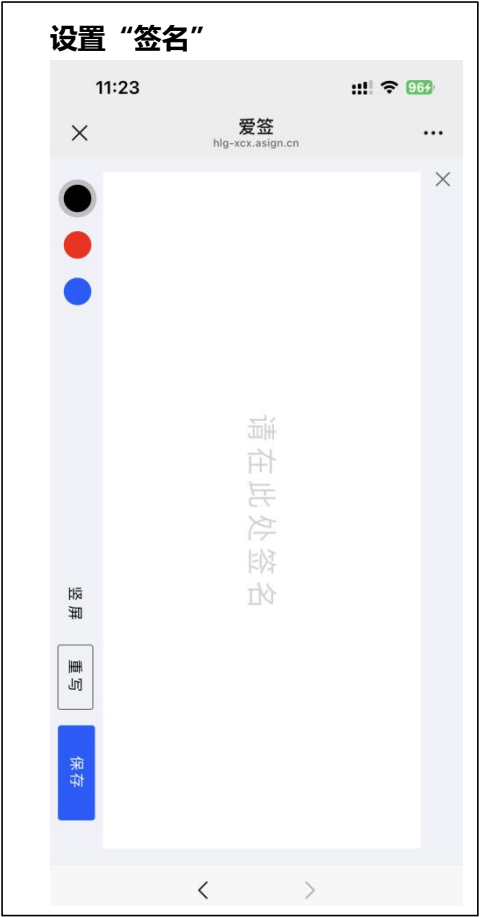 设置“签名”
11:23
96
爱签
hlg-xcx.asign.cn
请在此处签名
竖屏
重写
保存